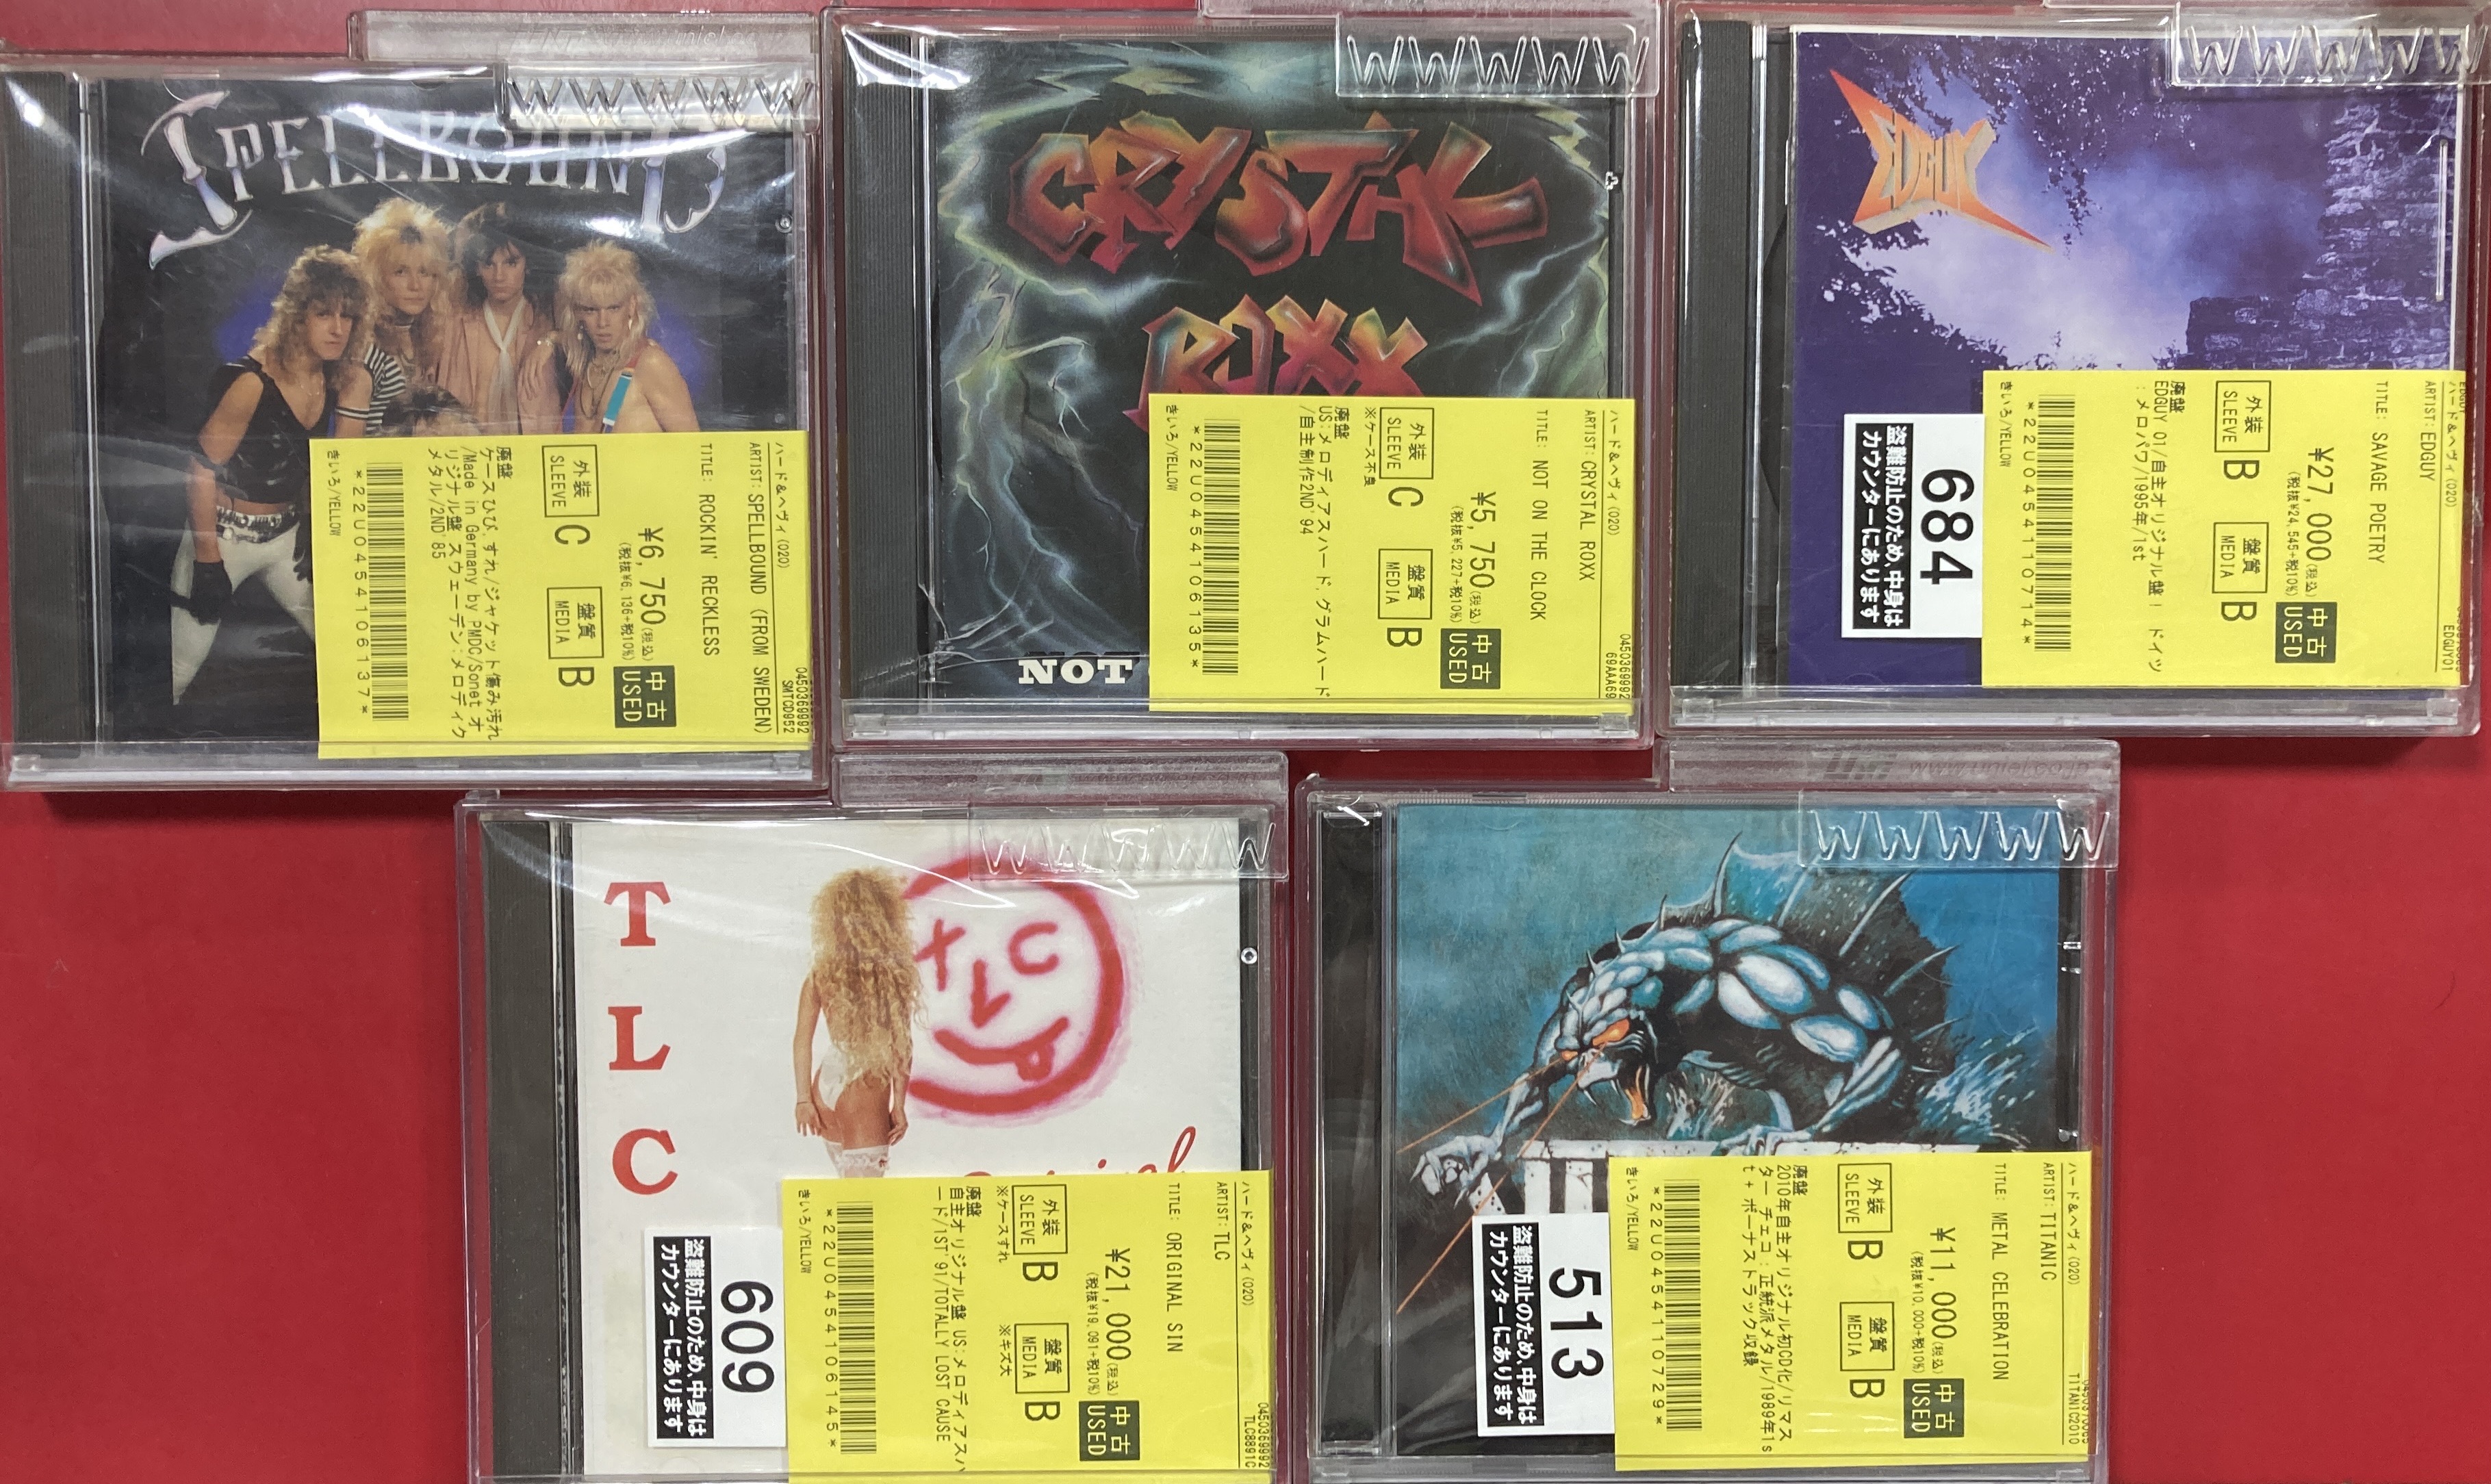 SPELLBOUND
ハード&ヘヴィ(020)
ARTIST:SPELLBOUND (FROM SWEDEN)
TITLE: ROCKIN' RECKLESS
0450369992
SMTCD952
¥6,750(税込)
(税抜¥6,136+税10%)
中古
USED
外装
SLEEVE
C
盤質
MEDIA
B
廃盤
ケースひび、すれ/ジャケット傷み汚れ
/Made in Germany by PMDC/Sonet オ
リジナル盤 スウェーデン:メロディク
メタル/2ND'85
*22U0454106137*
きいろ/YELLOW
CRYSTAL
ROXX
NOT
ハード&ヘヴィ(020)
ARTIST:CRYSTAL ROXX
TITLE: NOT ON THE CLOCK
0450369992
69AAA69
¥5,750(税込)
(税抜¥5,227+税10%)
中古
USED
外装
SLEEVE
C
盤質
MEDIA
B
※ケース不良
廃盤
US:メロディアスハード、グラムハード
/自主制作2ND'94
*22U0454106135*
きいろ/YELLOW
EDGUY
ハード&ヘヴィ(020)
ARTIST:EDGUY
TITLE: SAVAGE POETRY
EDGUY01
¥27,000(税込)
(税抜¥24,545+税10%)
中古
USED
外装
SLEEVE
B
盤質
MEDIA
B
廃盤
EDGUY 01/自主オリジナル盤! ドイツ
:メロパワ/1995年/1st
*22U0454110714*
きいろ/YELLOW
684
盗難防止のため、中身は
カウンターにあります
T
L
C
TLC
ハード&ヘヴィ(020)
ARTIST:TLC
TITLE: ORIGINAL SIN
0450369992
TLC8891C
¥21,000(税込)
(税抜¥19,091+税10%)
中古
USED
外装
SLEEVE
B
盤質
MEDIA
B
※ケースすれ
※キズ大
廃盤
自主オリジナル盤 US:メロディアスハ
ード/1ST'91/TOTALLY LOST CAUSE
*22U0454106145*
きいろ/YELLOW
609
盗難防止のため、中身は
カウンターにあります
www.uniel.co.jp
ハード&ヘヴィ(020)
ARTIST:TITANIC
TITLE: METAL CELEBRATION
TITANIC2010
¥11,000(税込)
(税抜¥10,000+税10%)
中古
USED
外装
SLEEVE
B
盤質
MEDIA
B
廃盤
2010年自主オリジナル初CD化/リマス
ター チェコ:正統派メタル/1989年1s
t+ ボーナストラック収録
*22U0454110729*
きいろ/YELLOW
513
盗難防止のため、中身は
カウンターにあります